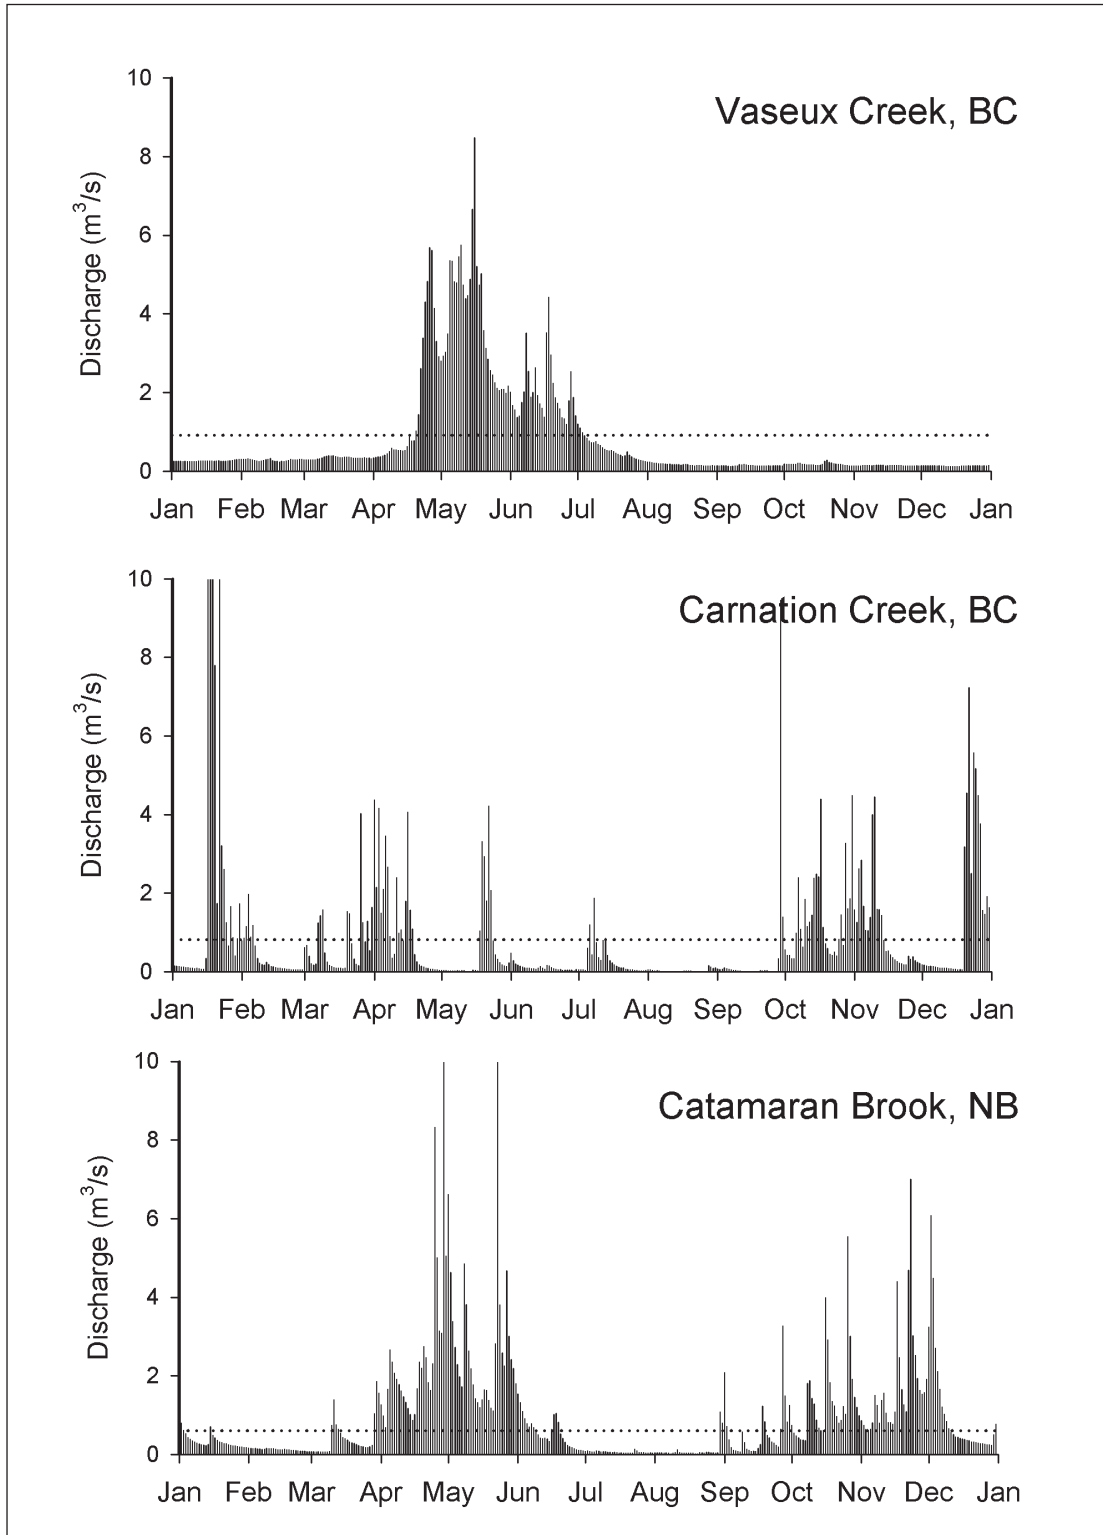 Vaseux Creek, BC
Discharge (m³/s)
10
8
6
4
2
0
Jan Feb Mar Apr May Jun Jul Aug Sep Oct Nov Dec Jan
Carnation Creek, BC
Discharge (m³/s)
10
8
6
4
2
0
Jan Feb Mar Apr May Jun Jul Aug Sep Oct Nov Dec Jan
Catamaran Brook, NB
Discharge (m³/s)
10
8
6
4
2
0
Jan Feb Mar Apr May Jun Jul Aug Sep Oct Nov Dec Jan